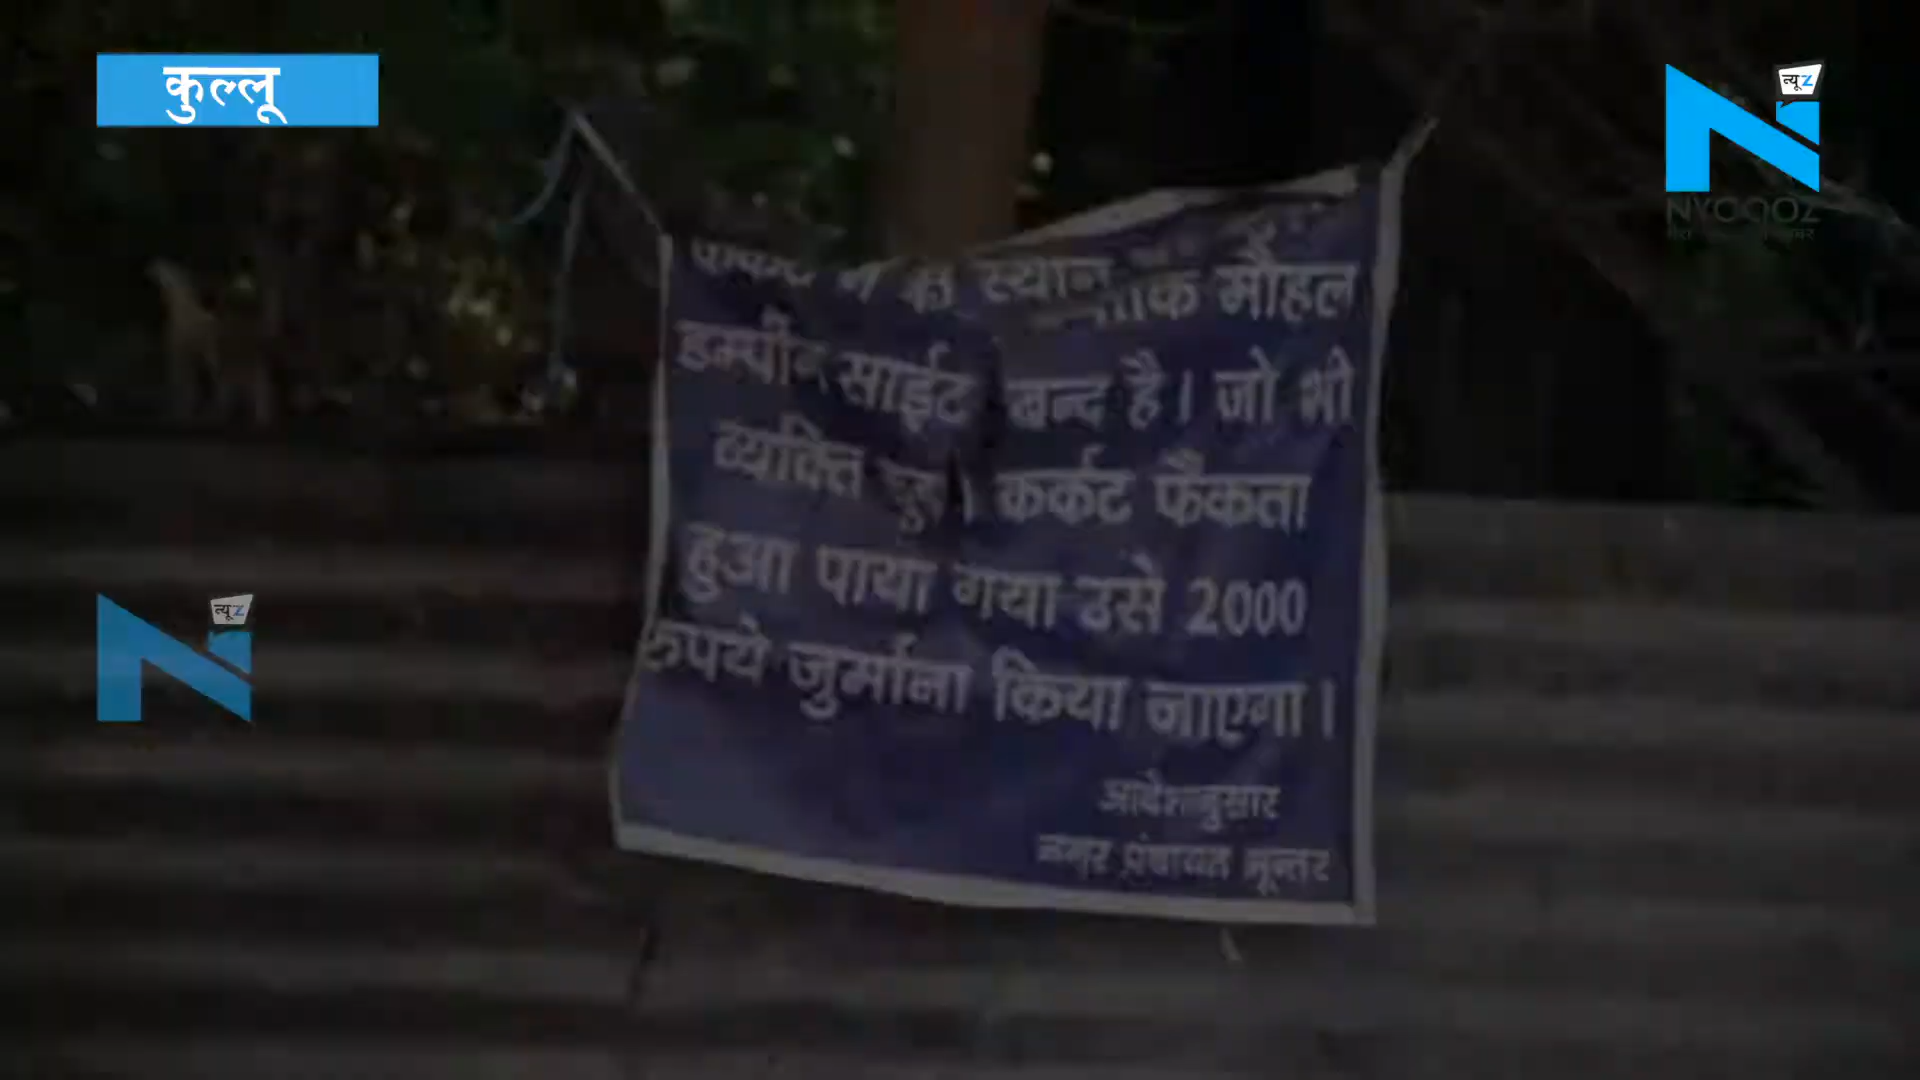 कुल्लू
न्यूZ
NYOOOZ
स्थान मौहल
साईट बन्द है। जो भी
व्यक्ति कर्कट फैंकता
हुआ पाया गया उसे 2000
रुपये जुर्माना किया जाएगा।
आदेशानुसार
नगर पंचायत भून्तर
न्यूZ